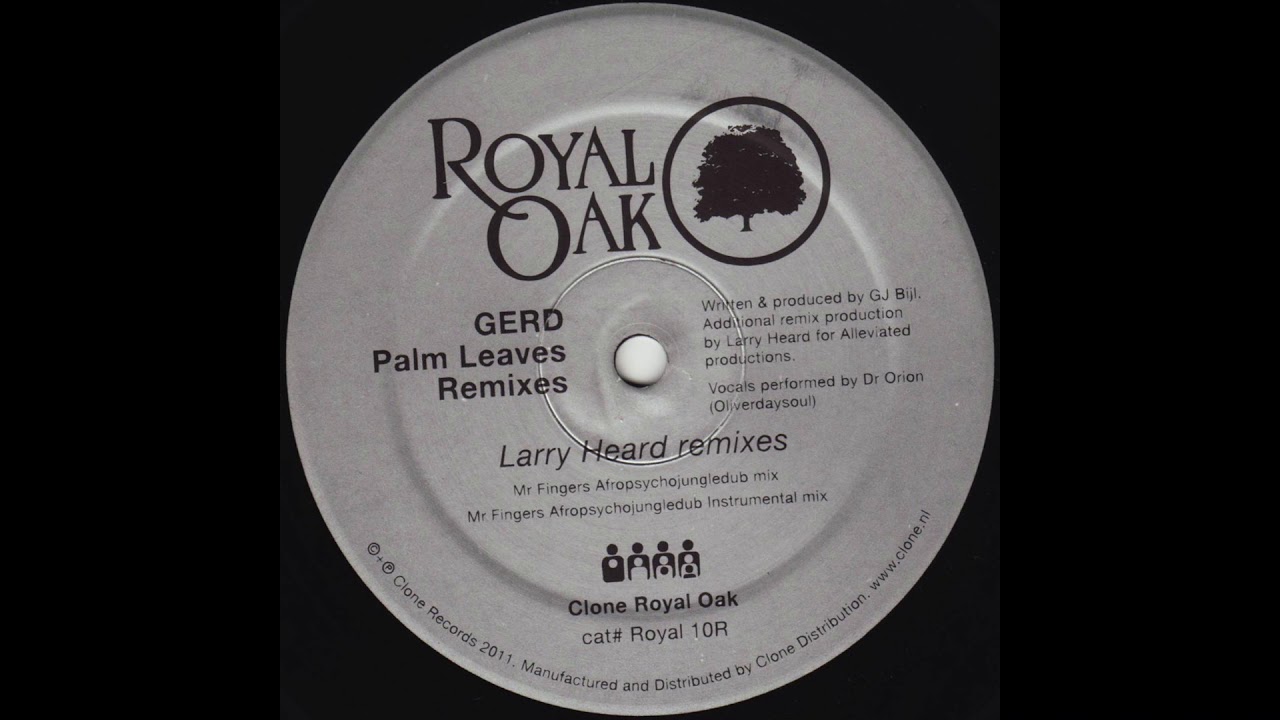 ROYAL
OAK
GERD
Palm Leaves
Remixes
Written & produced by GJ Bijl.
Additional remix production
by Larry Heard for Alleviated
productions.
Vocals performed by Dr Orion
(Oliverdaysoul)
Larry Heard remixes
Mr Fingers Afropsychojungledub mix
Mr Fingers Afropsychojungledub Instrumental mix
Clone Royal Oak
cat# Royal 10R
©+℗ Clone Records 2011. Manufactured and Distributed by Clone Distribution. www.clone.nl